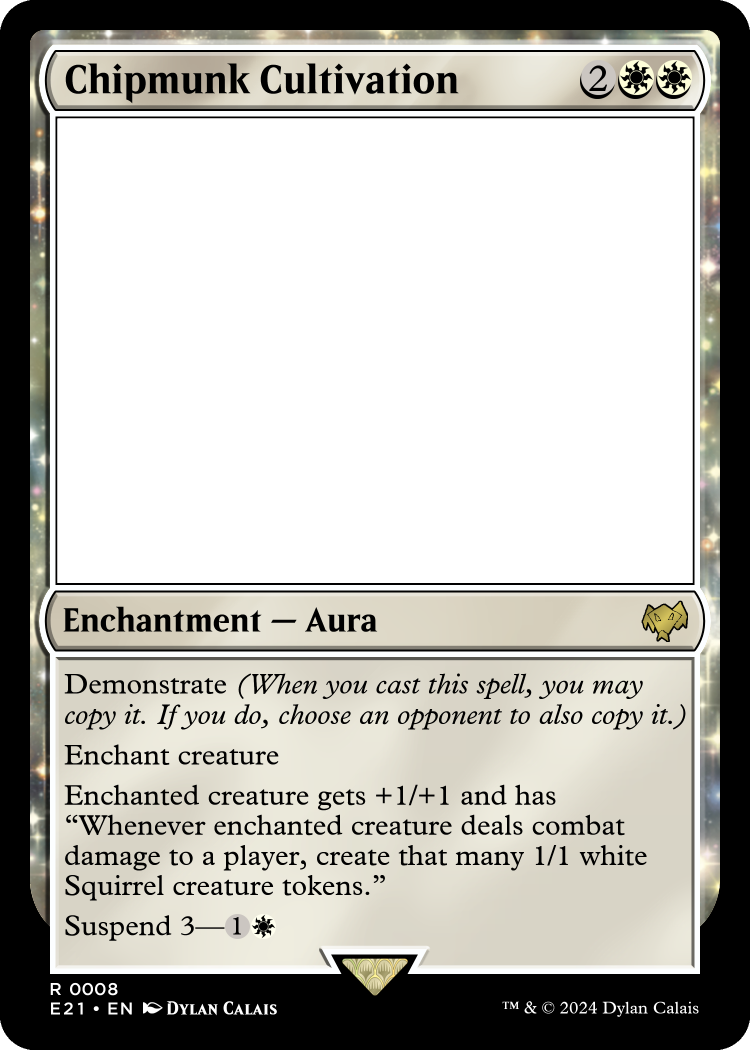 Chipmunk Cultivation 2
Enchantment — Aura
Demonstrate (When you cast this spell, you may
copy it. If you do, choose an opponent to also copy it.)
Enchant creature
Enchanted creature gets +1/+1 and has
“Whenever enchanted creature deals combat
damage to a player, create that many 1/1 white
Squirrel creature tokens.”
Suspend 3—1
R 0008
E21 • EN Dylan Calais
™ & © 2024 Dylan Calais